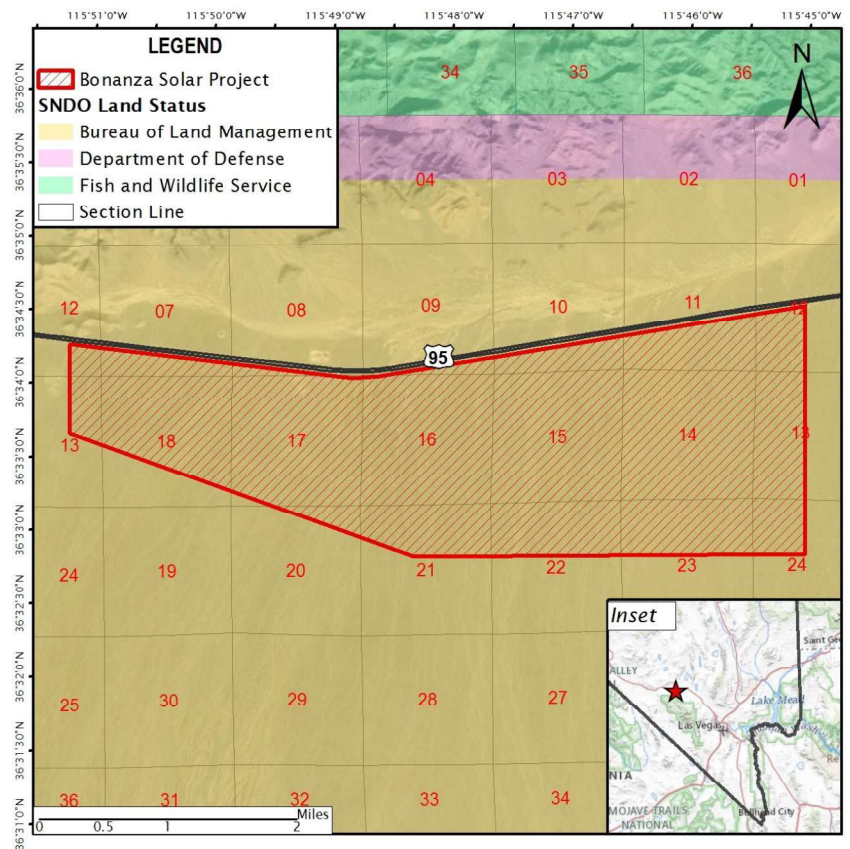 115°51'0"W 115°50'0"W 115°49'0"W 115°48'0"W 115°47'0"W 115°46'0"W 115°45'0"W
LEGEND
Bonanza Solar Project
SNDO Land Status
Bureau of Land Management
Department of Defense
Fish and Wildlife Service
Section Line
N
34 35 36
04 03 02 01
12 07 08 09 10 11 12
95
13 18 17 16 15 14 13
24 19 20 21 22 23 24
25 30 29 28 27
36 31 32 33 34
36°36'0"N
36°35'30"N
36°35'0"N
36°34'30"N
36°34'0"N
36°33'30"N
36°33'0"N
36°32'30"N
36°32'0"N
36°31'30"N
36°31'0"N
Miles
0 0.5 1 2
Inset
Saint Geo
ALLEY
Lake Mead
Las Vegas
NIA
MOJAVE TRAILS
NATIONAL
Bullhead City